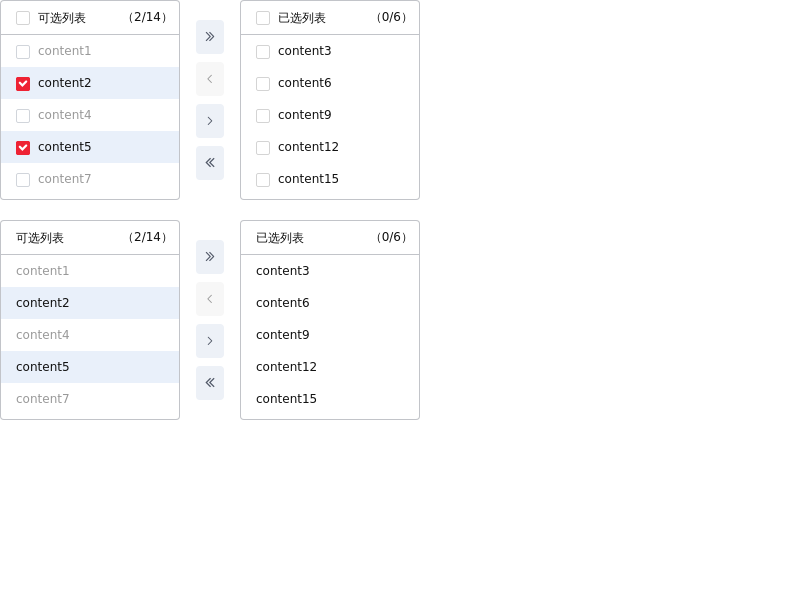 可选列表 （2/14）
content1
content2
content4
content5
content7
已选列表 （0/6）
content3
content6
content9
content12
content15
可选列表 （2/14）
content1
content2
content4
content5
content7
已选列表 （0/6）
content3
content6
content9
content12
content15